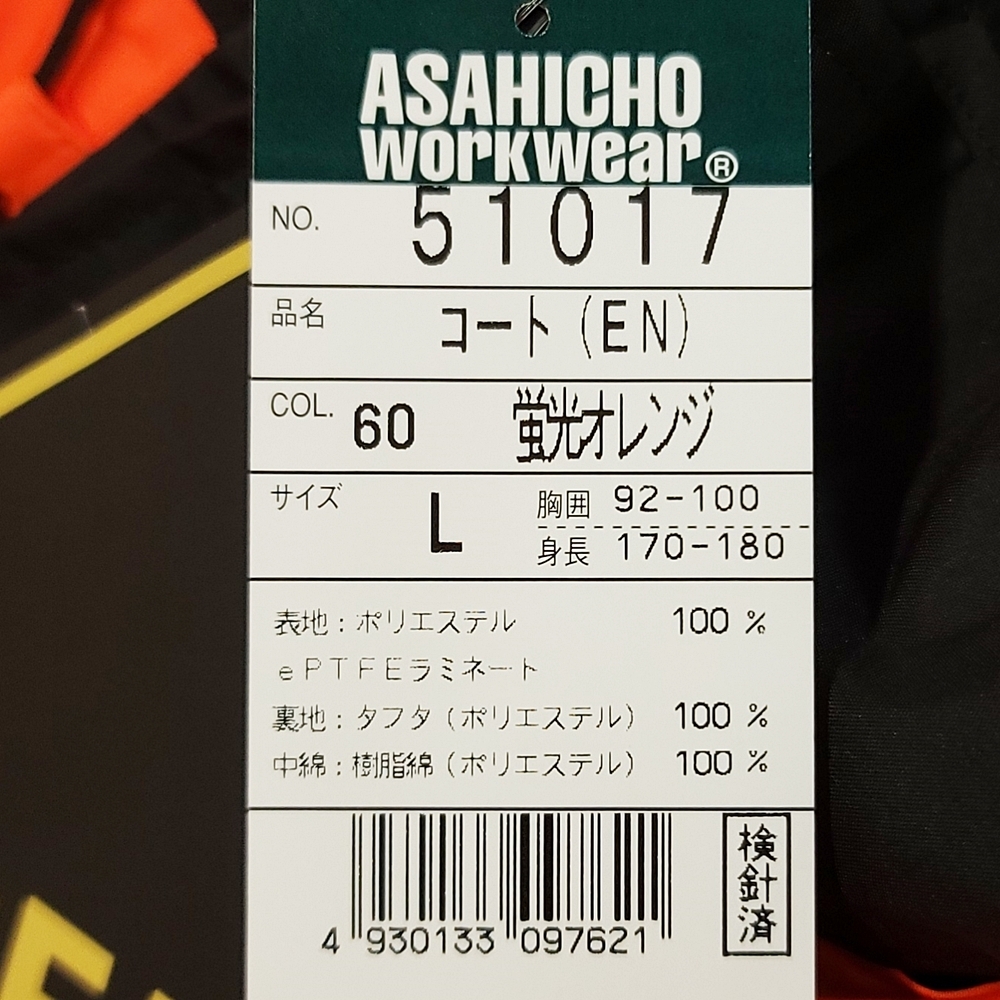 ASAHICHO
workwear®
NO. 51017
品名 コート(EN)
COL. 60 蛍光オレンジ
サイズ L 胸囲 92-100
身長 170-180
表地:ポリエステル 100 %
ePTFEラミネート
裏地:タフタ(ポリエステル) 100 %
中綿:樹脂綿(ポリエステル) 100 %
4 930133 097621
検針済